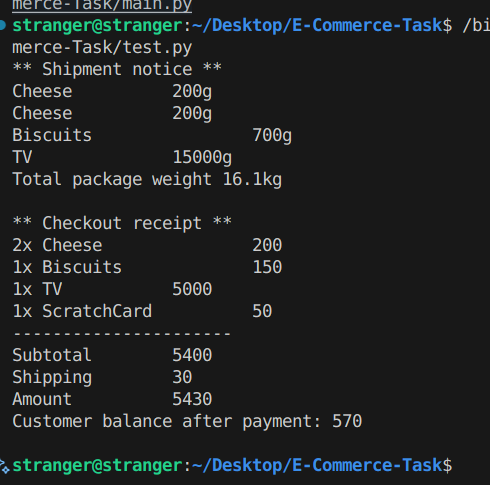 merce-Task/main.py
stranger@stranger:~/Desktop/E-Commerce-Task$ /bi
merce-Task/test.py
** Shipment notice **
Cheese 200g
Cheese 200g
Biscuits 700g
TV 15000g
Total package weight 16.1kg
** Checkout receipt **
2x Cheese 200
1x Biscuits 150
1x TV 5000
1x ScratchCard 50
----------------------
Subtotal 5400
Shipping 30
Amount 5430
Customer balance after payment: 570
stranger@stranger:~/Desktop/E-Commerce-Task$